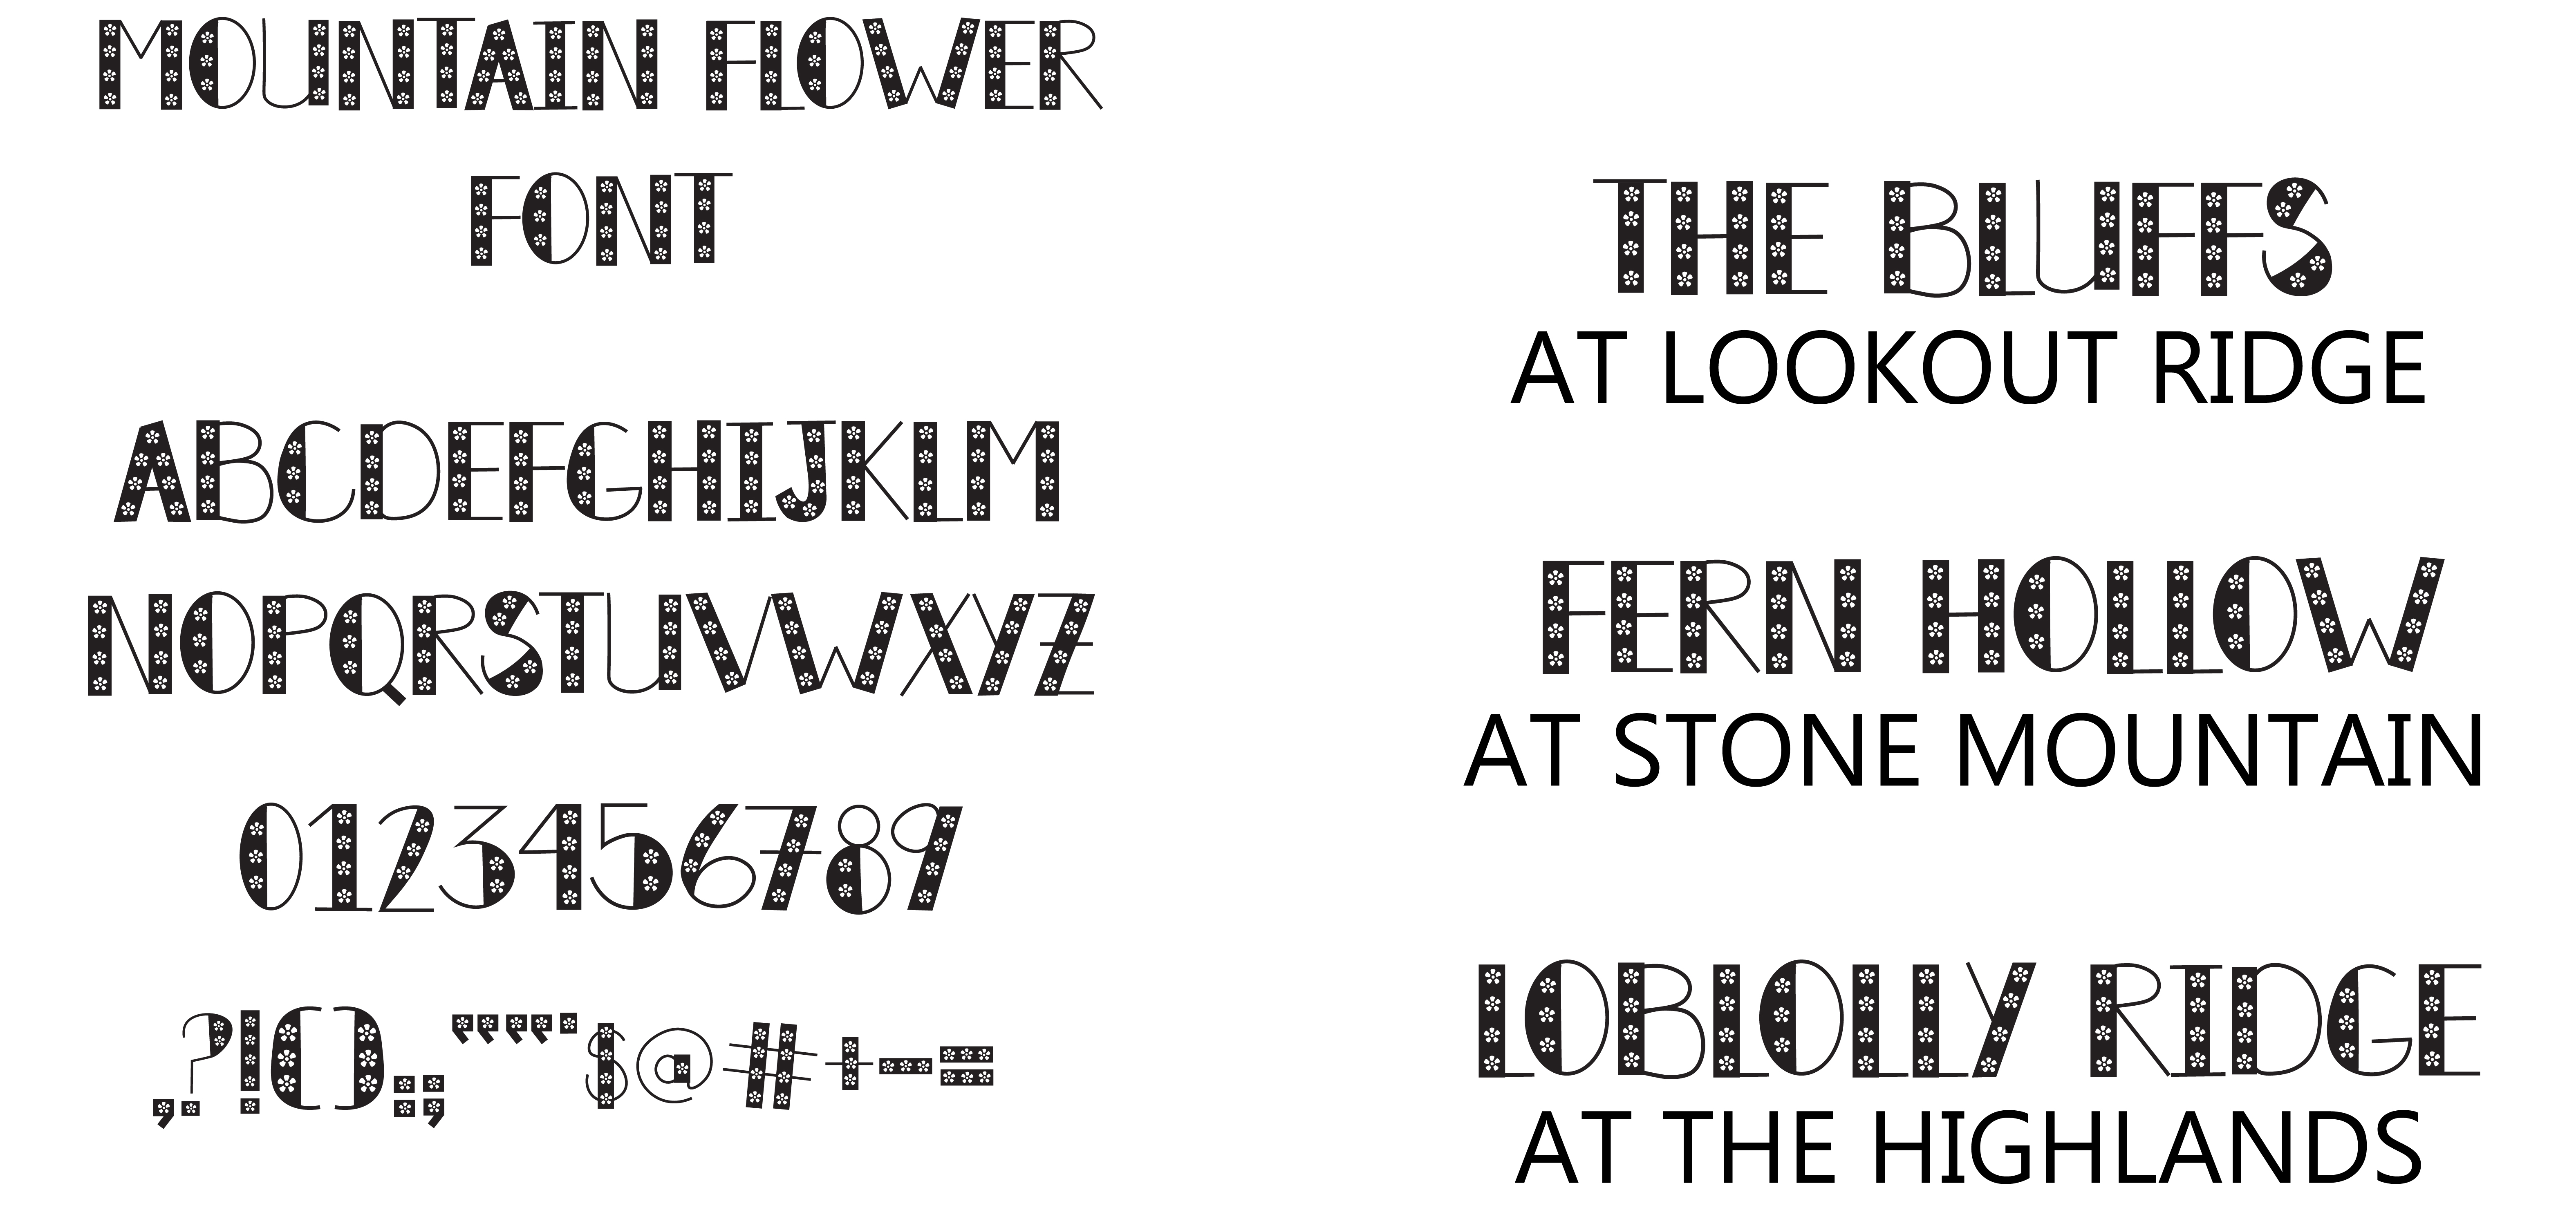 MOUNTAIN FLOWER
FONT
ABCDEFGHIJKLM
NOPQRSTUVWXYZ
0123456789
,?.!():;"",'$@#+-=
THE BLUFFS
AT LOOKOUT RIDGE
FERN HOLLOW
AT STONE MOUNTAIN
LOBLOLLY RIDGE
AT THE HIGHLANDS